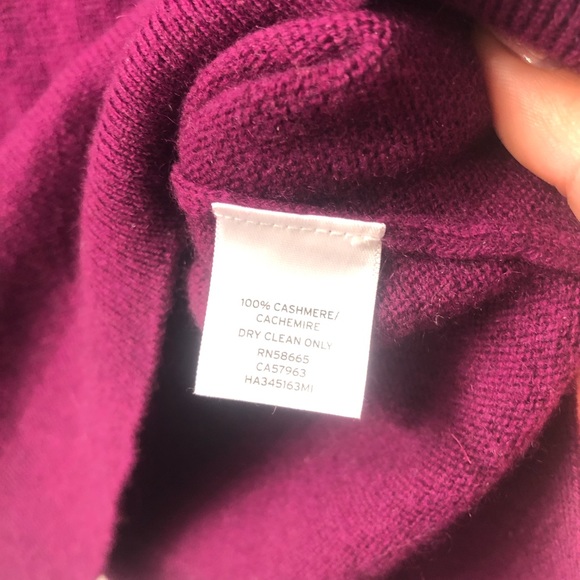 100% CASHMERE/
CACHEMIRE
DRY CLEAN ONLY
RN58665
CA57963
HA345163MI